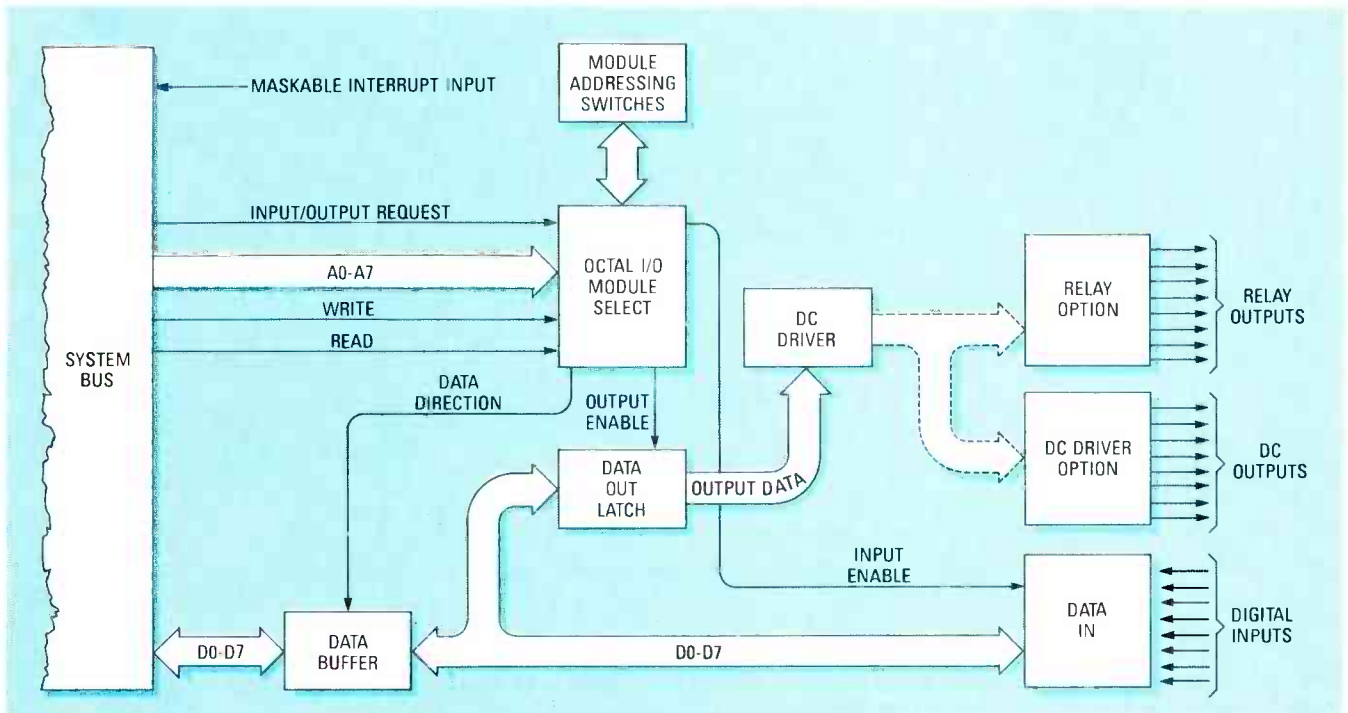 MODULE
ADDRESSING
SWITCHES
MASKABLE INTERRUPT INPUT
INPUT/OUTPUT REQUEST
A0-A7
WRITE
READ
OCTAL I/O
MODULE
SELECT
SYSTEM
BUS
DATA
DIRECTION
OUTPUT
ENABLE
DC
DRIVER
RELAY
OPTION
RELAY
OUTPUTS
DATA
OUT
LATCH
OUTPUT DATA
DC DRIVER
OPTION
DC
OUTPUTS
INPUT
ENABLE
DATA
IN
DIGITAL
INPUTS
D0-D7
DATA
BUFFER
D0-D7